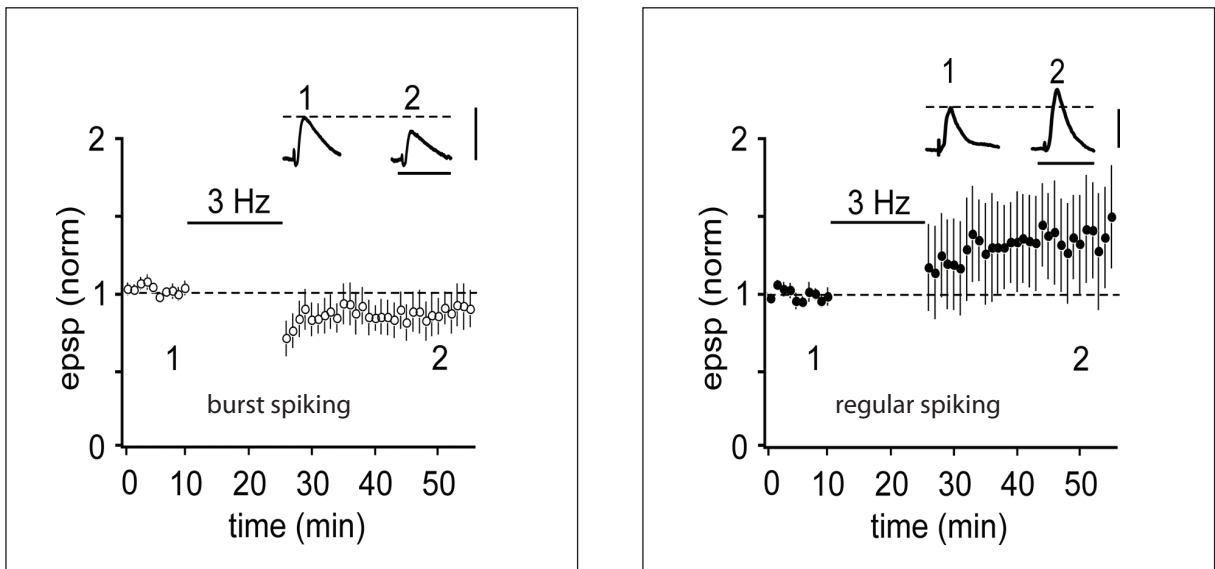 1 2
2
3 Hz
epsp (norm)
1
1 2
burst spiking
0
0 10 20 30 40 50
time (min)
1 2
2
3 Hz
epsp (norm)
1
1 2
regular spiking
0
0 10 20 30 40 50
time (min)